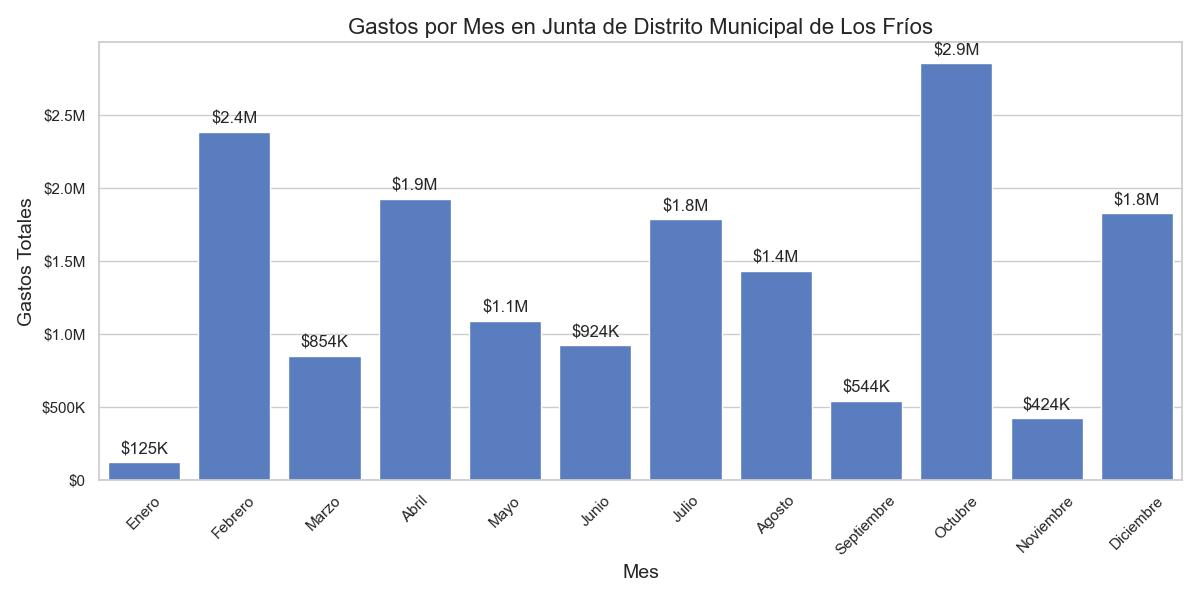 Gastos por Mes en Junta de Distrito Municipal de Los Fríos
Gastos Totales
$2.5M
$2.0M
$1.5M
$1.0M
$500K
$0
$125K
$2.4M
$854K
$1.9M
$1.1M
$924K
$1.8M
$1.4M
$544K
$2.9M
$424K
$1.8M
Enero
Febrero
Marzo
Abril
Mayo
Junio
Julio
Agosto
Septiembre
Octubre
Noviembre
Diciembre
Mes